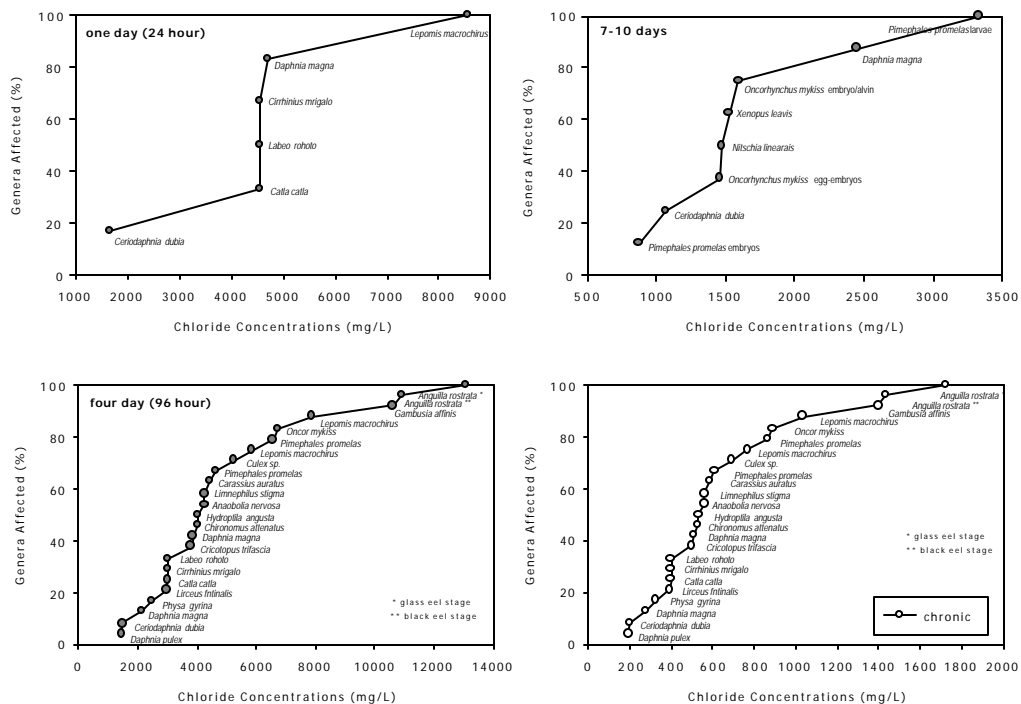 one day (24 hour)
Genera Affected (%)
100
80
60
40
20
0
Lepomis macrochirus
Daphnia magna
Cirrhinius mrigalo
Labeo rohoto
Catla catla
Ceriodaphnia dubia
1000 2000 3000 4000 5000 6000 7000 8000 9000
Chloride Concentrations (mg/L)
7-10 days
Genera Affected (%)
100
80
60
40
20
0
Pimephales promelas larvae
Daphnia magna
Oncorhynchus mykiss embryo/alvin
Xenopus leavis
Nitschia linearais
Oncorhynchus mykiss egg-embryos
Ceriodaphnia dubia
Pimephales promelas embryos
500 1000 1500 2000 2500 3000 3500
Chloride Concentrations (mg/L)
four day (96 hour)
Genera Affected (%)
100
80
60
40
20
0
Anguilla rostrata *
Anguilla rostrata **
Gambusia affinis
Lepomis macrochirus
Oncor mykiss
Pimephales promelas
Lepomis macrochirus
Culex sp.
Pimephales promelas
Carassius auratus
Limnephilus stigma
Anaobolia nervosa
Hydroptila angusta
Chironomus attenatus
Daphnia magna
Cricotopus trifascia
Labeo rohoto
Cirrhinius mrigalo
Catla catla
Lirceus fntinalis
Physa gyrina
Daphnia magna
Ceriodaphnia dubia
Daphnia pulex
* glass eel stage
** black eel stage
0 2000 4000 6000 8000 10000 12000 14000
Chloride Concentrations (mg/L)
Genera Affected (%)
100
80
60
40
20
0
Anguilla rostrata *
Anguilla rostrata **
Gambusia affinis
Lepomis macrochirus
Oncor mykiss
Pimephales promelas
Lepomis macrochirus
Culex sp.
Pimephales promelas
Carassius auratus
Limnephilus stigma
Anaobolia nervosa
Hydroptila angusta
Chironomus attenatus
Daphnia magna
Cricotopus trifascia
Labeo rohoto
Cirrhinius mrigalo
Catla catla
Lirceus fntinalis
Physa gyrina
Daphnia magna
Ceriodaphnia dubia
Daphnia pulex
* glass eel stage
** black eel stage
chronic
0 200 400 600 800 1000 1200 1400 1600 1800 2000
Chloride Concentrations (mg/L)